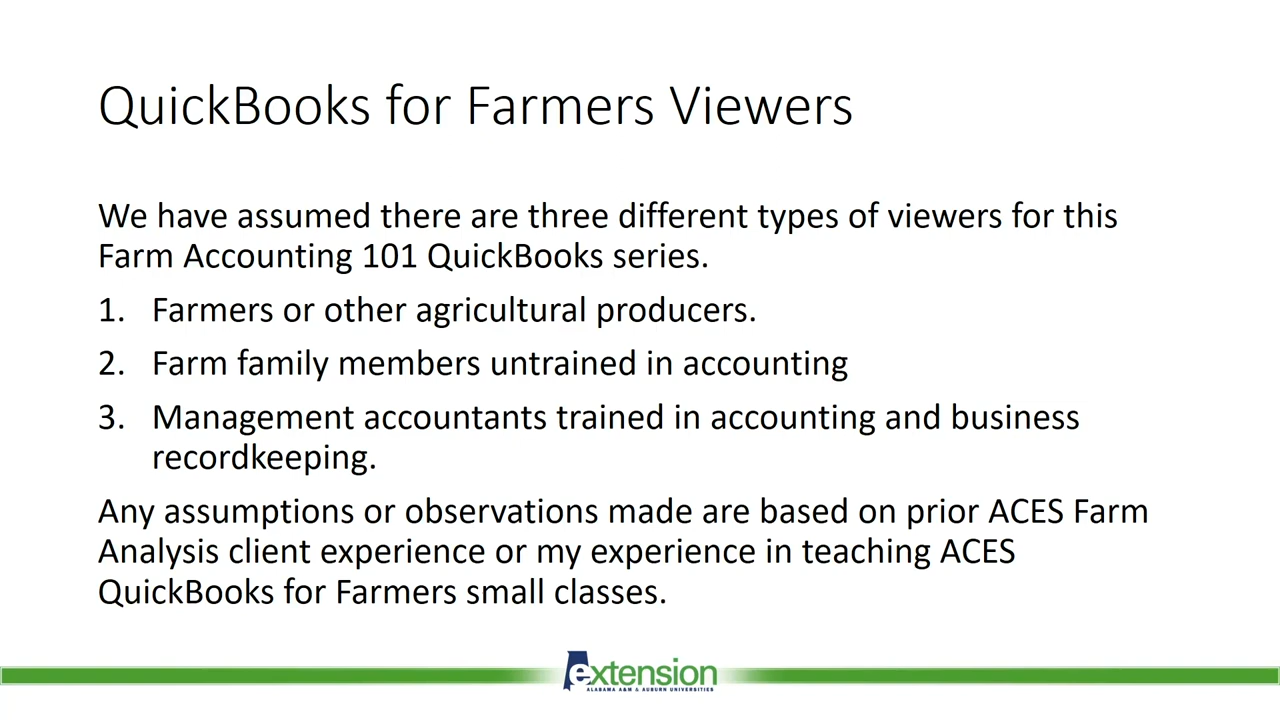 QuickBooks for Farmers Viewers
We have assumed there are three different types of viewers for this
Farm Accounting 101 QuickBooks series.
1. Farmers or other agricultural producers.
2. Farm family members untrained in accounting
3. Management accountants trained in accounting and business
recordkeeping.
Any assumptions or observations made are based on prior ACES Farm
Analysis client experience or my experience in teaching ACES
QuickBooks for Farmers small classes.
extension
ALABAMA A&M & AUBURN UNIVERSITIES